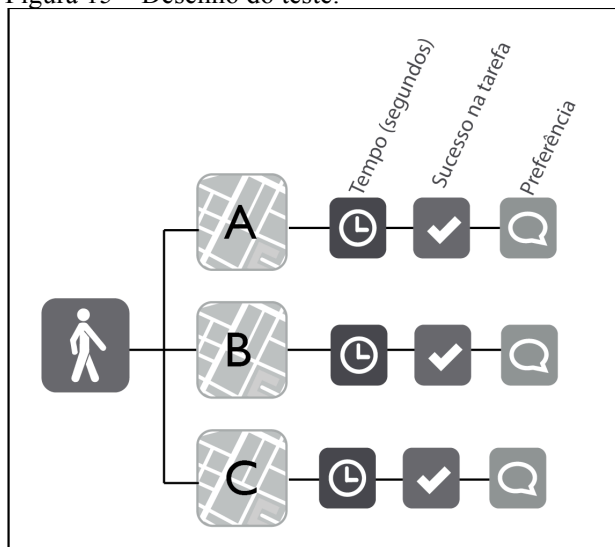 Figura 15 – Desenho do teste.
Tempo (segundos)
Sucesso na tarefa
Preferência
A
B
C